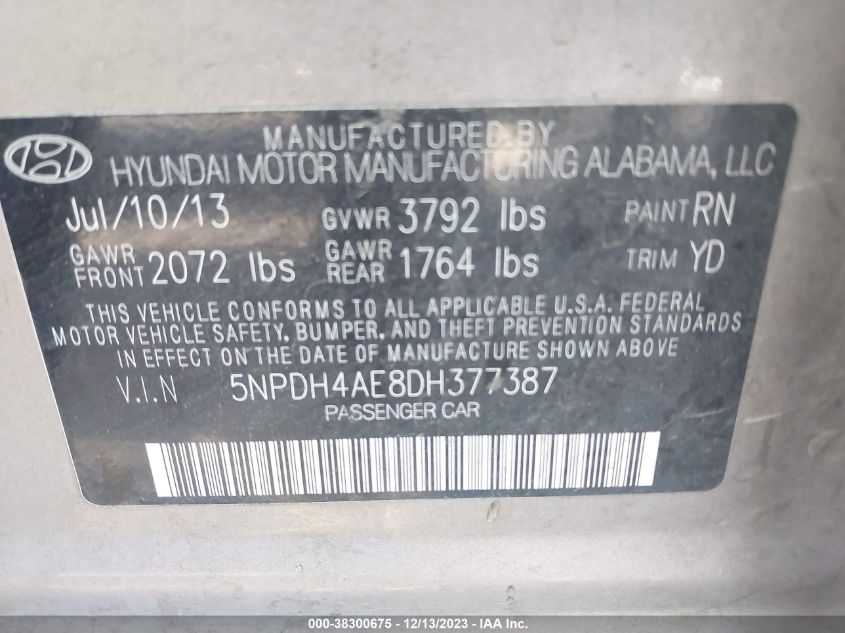 MANUFACTURED BY
HYUNDAI MOTOR MANUFACTURING ALABAMA, LLC
Jul/10/13 GVWR 3792 lbs PAINT RN
GAWR FRONT 2072 lbs GAWR REAR 1764 lbs TRIM YD
THIS VEHICLE CONFORMS TO ALL APPLICABLE U.S.A. FEDERAL
MOTOR VEHICLE SAFETY, BUMPER, AND THEFT PREVENTION STANDARDS
IN EFFECT ON THE DATE OF MANUFACTURE SHOWN ABOVE
V.I.N 5NPDH4AE8DH377387
PASSENGER CAR
000-38300675 - 12/13/2023 - IAA Inc.